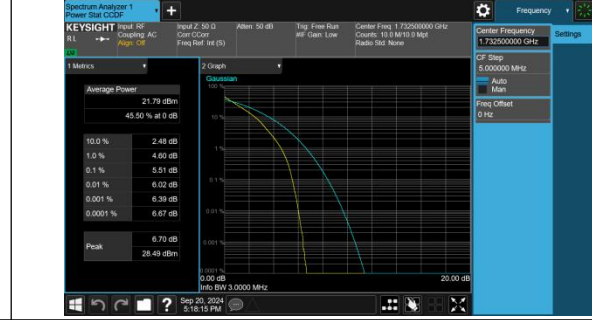 Spectrum Analyzer 1
Power Stat CCDF
Frequency
KEYSIGHT Input: RF Input Z: 50 Ω Atten: 50 dB Trig: Free Run Center Freq: 1.732500000 GHz
RL Coupling: AC Corr CCorr #IF Gain: Low Counts: 10.0 M/10.0 Mpt
Align: Off Freq Ref: Int (S) Radio Std: None
Center Frequency
1.732500000 GHz
Settings
CF Step
5.000000 MHz
Auto
Man
Freq Offset
0 Hz
1 Metrics
Average Power
21.79 dBm
45.50 % at 0 dB
10.0 % 2.48 dB
1.0 % 4.60 dB
0.1 % 5.51 dB
0.01 % 6.02 dB
0.001 % 6.39 dB
0.0001 % 6.67 dB
Peak
6.70 dB
28.49 dBm
2 Graph
Gaussian
100 %
10 %
1 %
0.1 %
0.01 %
0.001 %
0.0001 %
0.00 dB 20.00 dB
Info BW 3.0000 MHz
Sep 20, 2024
5:18:15 PM